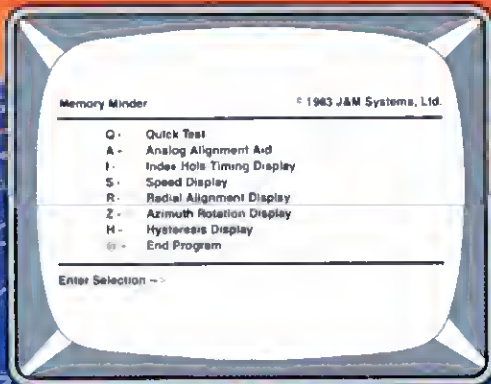 Memory Minder © 1983 J&M Systems, Ltd.
Q - Quick Test
A - Analog Alignment Aid
I - Index Hole Timing Display
S - Speed Display
R - Radial Alignment Display
Z - Azimuth Rotation Display
H - Hysteresis Display
- End Program
Enter Selection -->